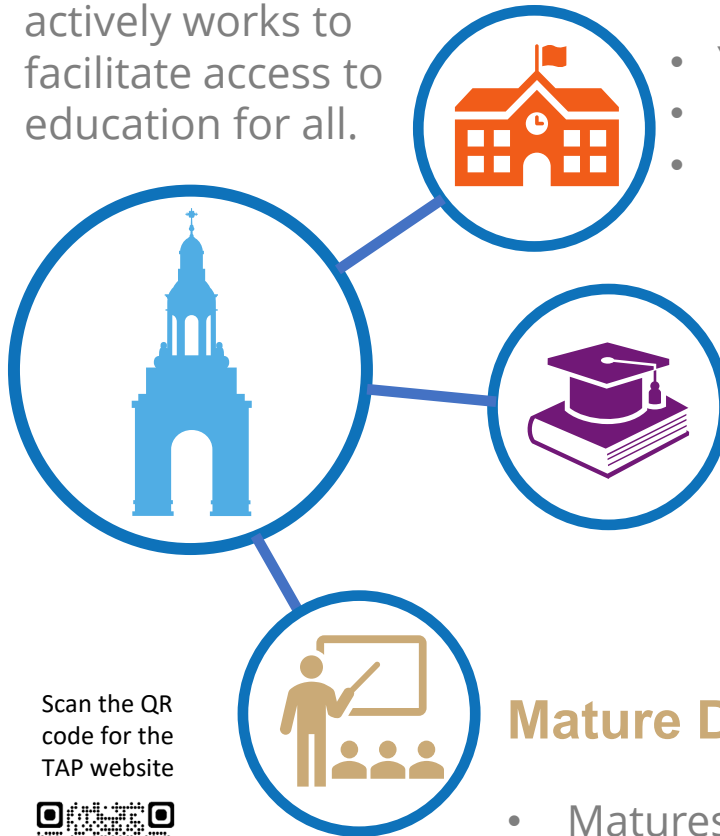 actively works to
facilitate access to
education for all.
•
•
•
Scan the QR
code for the
TAP website
Mature
• Matures